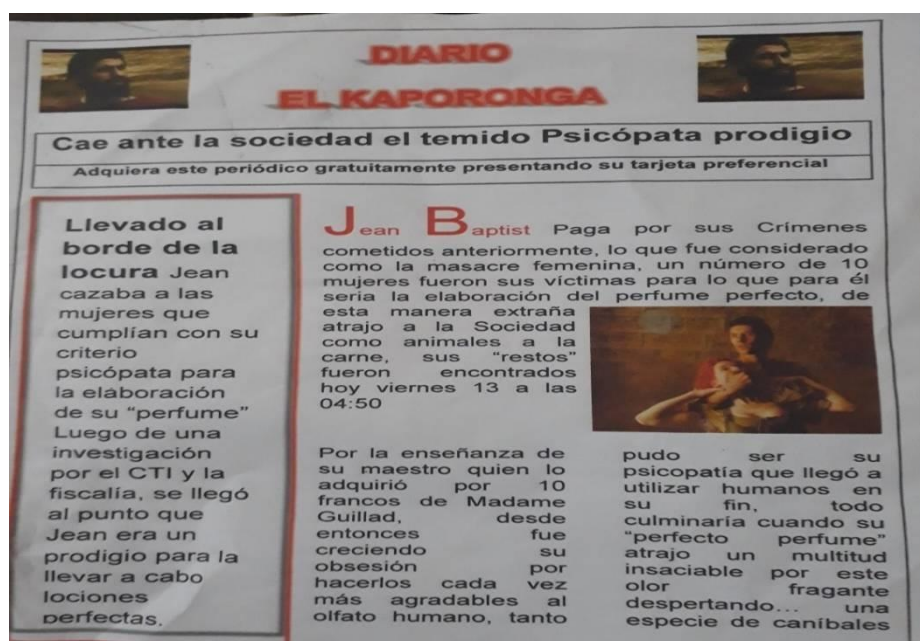 DIARIO
EL KAPORONGA
Cae ante la sociedad el temido Psicópata prodigio
Adquiera este periódico gratuitamente presentando su tarjeta preferencial
Llevado al
borde de la
locura Jean
cazaba a las
mujeres que
cumplían con su
criterio
psicópata para
la elaboración
de su “perfume”
Luego de una
investigación
por el CTI y la
fiscalía, se llegó
al punto que
Jean era un
prodigio para la
llevar a cabo
lociones
perfectas.
Jean Baptist Paga por sus Crímenes
cometidos anteriormente, lo que fue considerado
como la masacre femenina, un número de 10
mujeres fueron sus víctimas para lo que para él
seria la elaboración del perfume perfecto, de
esta manera extraña
atrajo a la Sociedad
como animales a la
carne, sus “restos”
fueron encontrados
hoy viernes 13 a las
04:50
Por la enseñanza de
su maestro quien lo
adquirió por 10
francos de Madame
Guillad, desde
entonces fue
creciendo su
obsesión por
hacerlos cada vez
más agradables al
olfato humano, tanto
pudo ser su
psicopatía que llegó a
utilizar humanos en
su fin, todo
culminaría cuando su
“perfecto perfume”
atrajo un multitud
insaciable por este
olor fragante
despertando... una
especie de caníbales